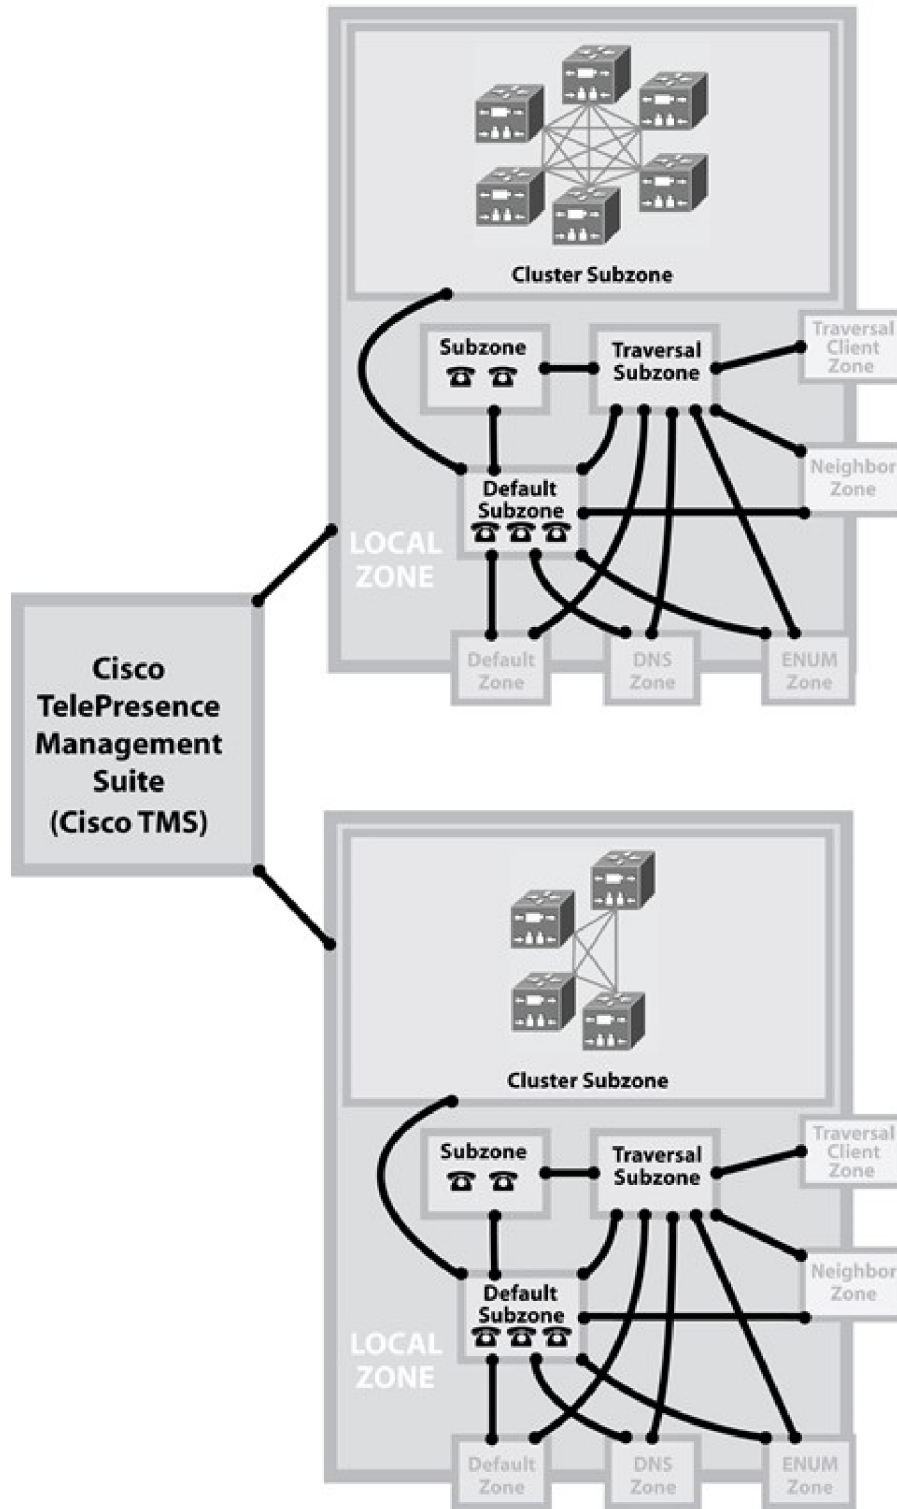 Cluster Subzone
Subzone
Traversal
Subzone
Traversal
Client
Zone
Neighbor
Zone
Default
Subzone
LOCAL
ZONE
Default
Zone
DNS
Zone
ENUM
Zone
Cisco
TelePresence
Management
Suite
(Cisco TMS)
Cluster Subzone
Subzone
Traversal
Subzone
Traversal
Client
Zone
Neighbor
Zone
Default
Subzone
LOCAL
ZONE
Default
Zone
DNS
Zone
ENUM
Zone